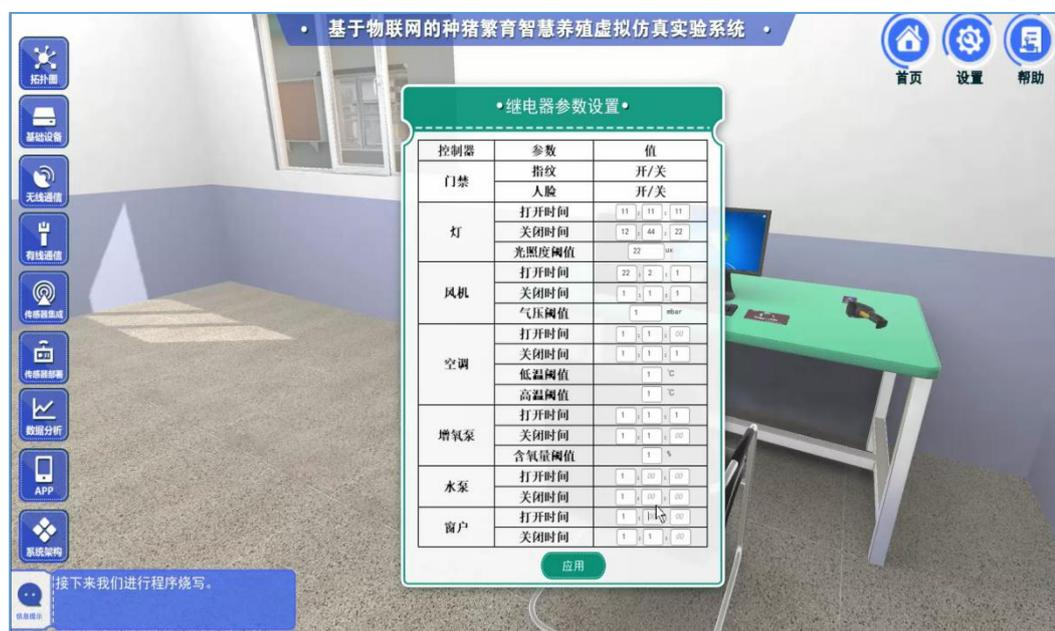 • 基于物联网的种猪繁育智慧养殖虚拟仿真实验系统 •
首页 设置 帮助
拓扑图
基础设备
无线通信
有线通信
传感器集成
传感器部署
数据分析
APP
系统架构
•继电器参数设置•
控制器 参数 值
门禁 指纹 开/关
人脸 开/关
灯 打开时间 11 : 11 : 11
关闭时间 12 : 44 : 22
光照度阈值 22 ux
风机 打开时间 22 : 2 : 1
关闭时间 1 : 1 : 1
气压阈值 1 mbar
空调 打开时间 1 : 1 : 00
关闭时间 1 : 1 : 1
低温阈值 1 ℃
高温阈值 1 ℃
增氧泵 打开时间 1 : 1 : 1
关闭时间 1 : 1 : 00
含氧量阈值 1 %
水泵 打开时间 1 : 00 : 00
关闭时间 1 : 00 : 00
窗户 打开时间 1 : 00
关闭时间 1 : 1 : 00
应用
接下来我们进行程序烧写。
信息提示